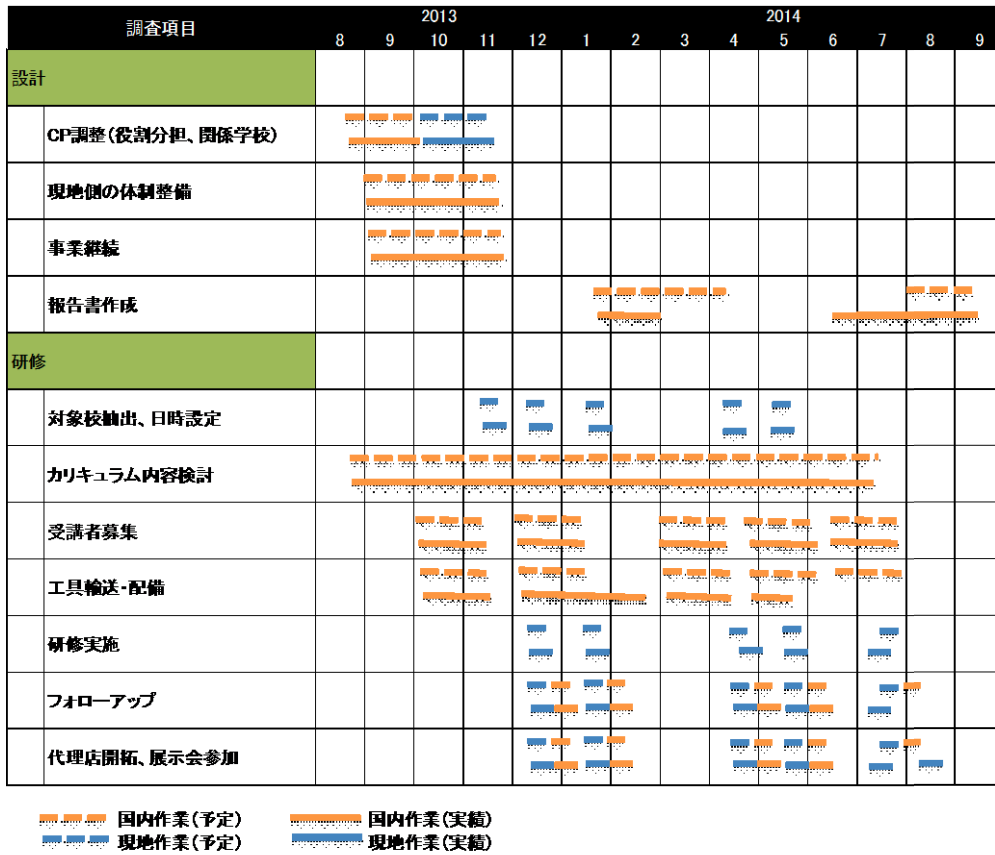 調査項目 2013 2014
8 9 10 11 12 1 2 3 4 5 6 7 8 9
設計
CP調整(役割分担、関係学校)
現地側の体制整備
事業継続
報告書作成
研修
対象校抽出、日時設定
カリキュラム内容検討
受講者募集
工具輸送・配備
研修実施
フォローアップ
代理店開拓、展示会参加
国内作業(予定) 国内作業(実績)
現地作業(予定) 現地作業(実績)